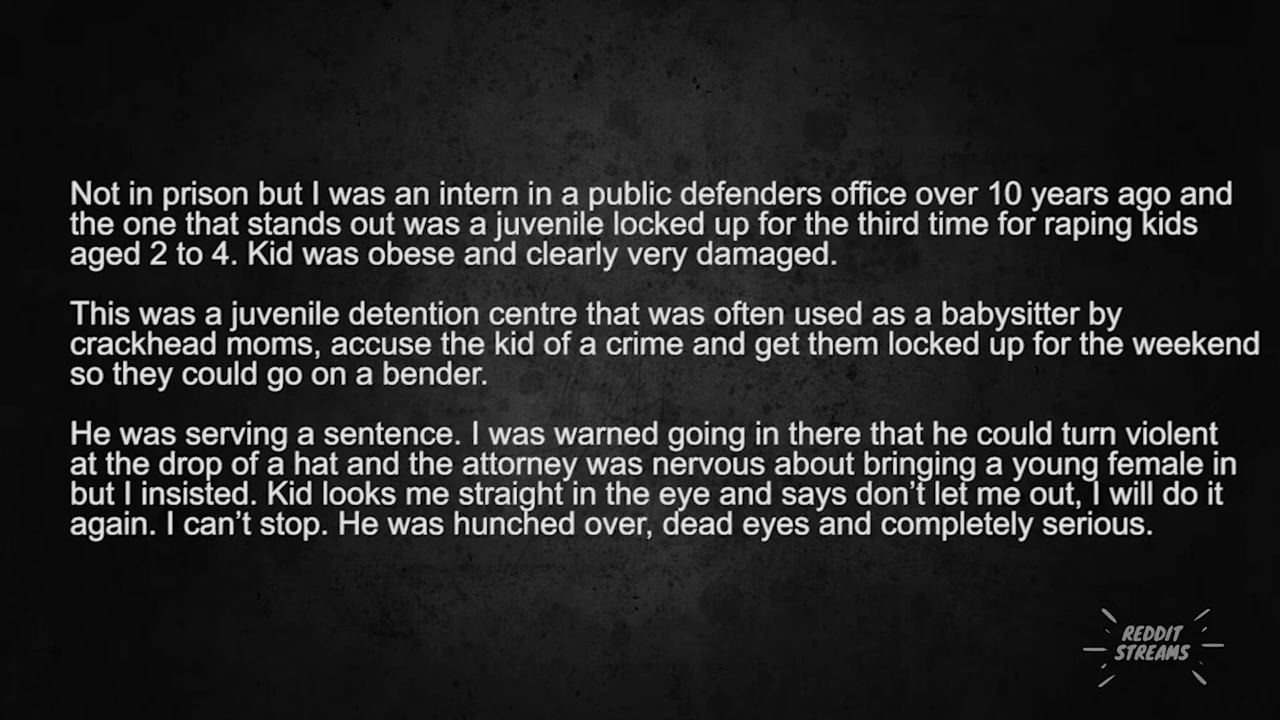 Not in prison but I was an intern in a public defenders office over 10 years ago and
the one that stands out was a juvenile locked up for the third time for raping kids
aged 2 to 4. Kid was obese and clearly very damaged.
This was a juvenile detention centre that was often used as a babysitter by
crackhead moms, accuse the kid of a crime and get them locked up for the weekend
so they could go on a bender.
He was serving a sentence. I was warned going in there that he could turn violent
at the drop of a hat and the attorney was nervous about bringing a young female in
but I insisted. Kid looks me straight in the eye and says don’t let me out, I will do it
again. I can’t stop. He was hunched over, dead eyes and completely serious.
REDDIT
STREAMS